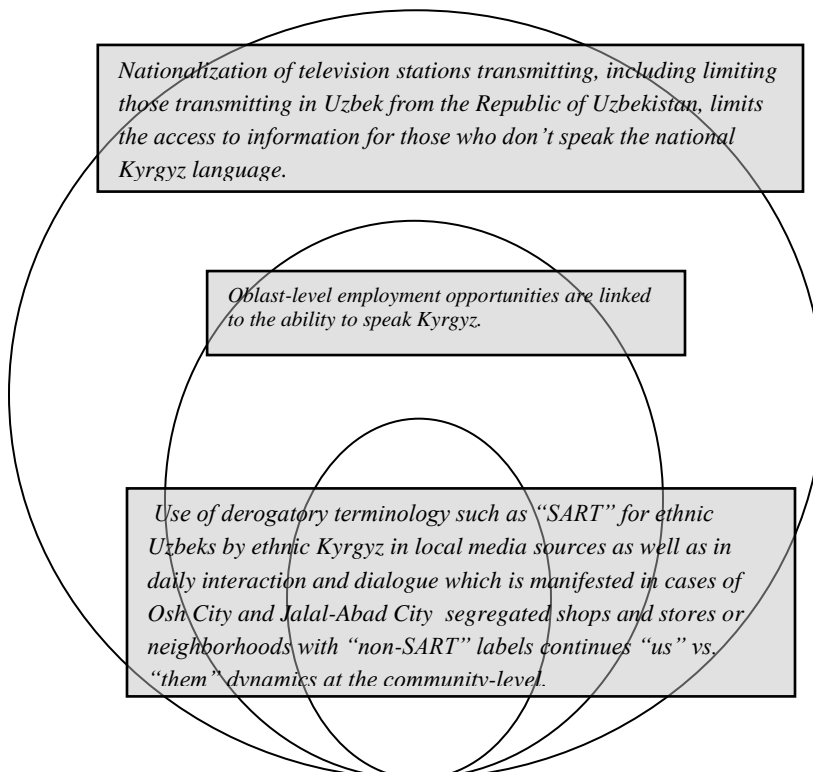 Nationalization of television stations transmitting, including limiting
those transmitting in Uzbek from the Republic of Uzbekistan, limits
the access to information for those who don’t speak the national
Kyrgyz language.
Oblast-level employment opportunities are linked
to the ability to speak Kyrgyz.
Use of derogatory terminology such as “SART” for ethnic
Uzbeks by ethnic Kyrgyz in local media sources as well as in
daily interaction and dialogue which is manifested in cases of
Osh City and Jalal-Abad City segregated shops and stores or
neighborhoods with “non-SART” labels continues “us” vs.
“them” dynamics at the community-level.